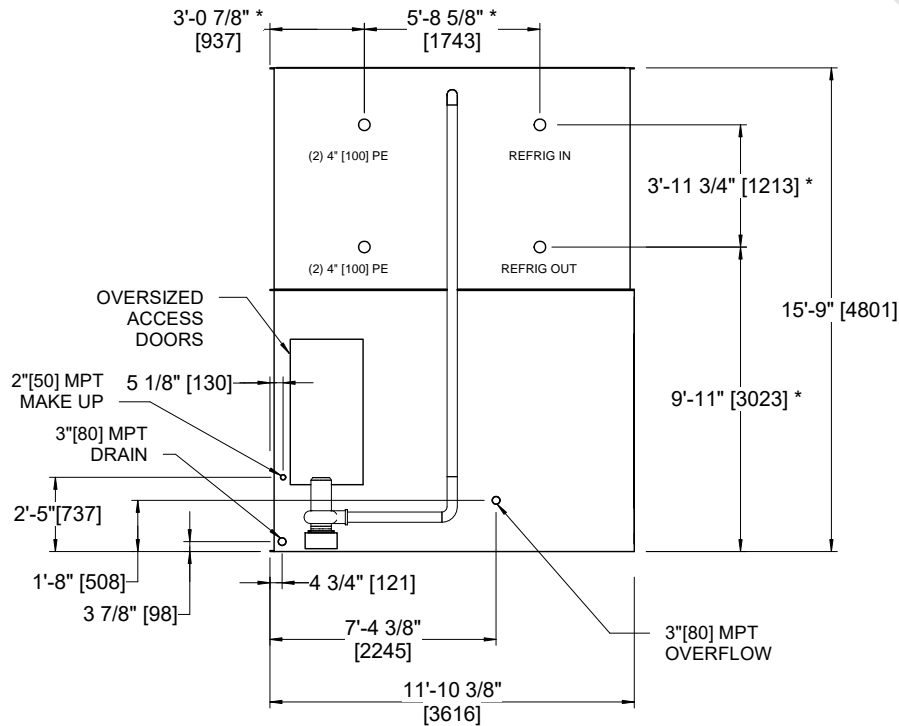 3'-0 7/8" *
[937]
5'-8 5/8" *
[1743]
(2) 4" [100] PE
REFRIG IN
3'-11 3/4" [1213] *
(2) 4" [100] PE
REFRIG OUT
OVERSIZED
ACCESS
DOORS
15'-9" [4801]
2"[50] MPT
MAKE UP
5 1/8" [130]
9'-11" [3023] *
3"[80] MPT
DRAIN
2'-5"[737]
1'-8" [508]
4 3/4" [121]
3 7/8" [98]
7'-4 3/8"
[2245]
3"[80] MPT
OVERFLOW
11'-10 3/8"
[3616]